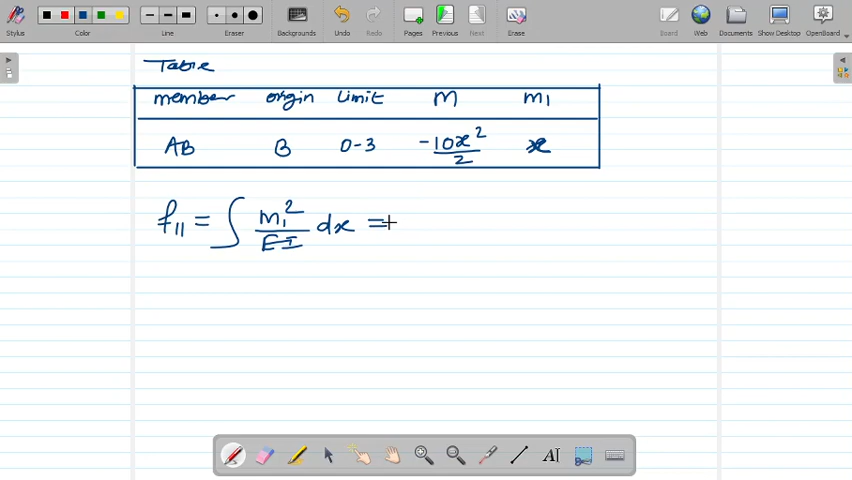 Stylus Color Line Eraser Backgrounds Undo Pages Previous Next Erase Board Web Documents Show Desktop OpenBoard
Table
member origin Limit M m1
AB B 0-3 -10x²/2 x
f₁₁ = ∫ m₁²/EI dx =